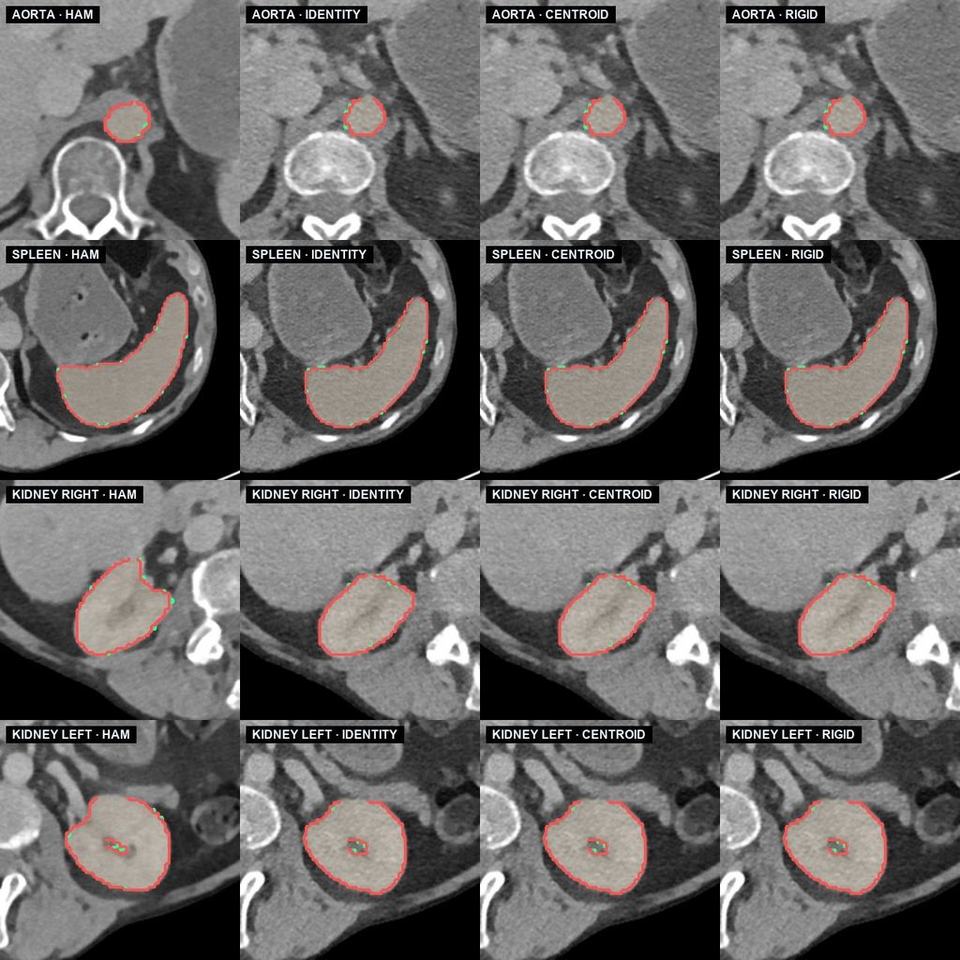 AORTA · HAM
AORTA · IDENTITY
AORTA · CENTROID
AORTA · RIGID
SPLEEN · HAM
SPLEEN · IDENTITY
SPLEEN · CENTROID
SPLEEN · RIGID
KIDNEY RIGHT · HAM
KIDNEY RIGHT · IDENTITY
KIDNEY RIGHT · CENTROID
KIDNEY RIGHT · RIGID
KIDNEY LEFT · HAM
KIDNEY LEFT · IDENTITY
KIDNEY LEFT · CENTROID
KIDNEY LEFT · RIGID